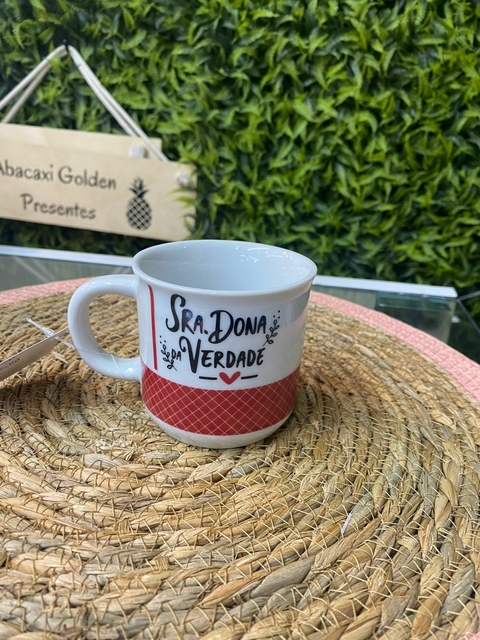 Abacaxi Golden
Presentes
SRA. DONA
DA VERDADE